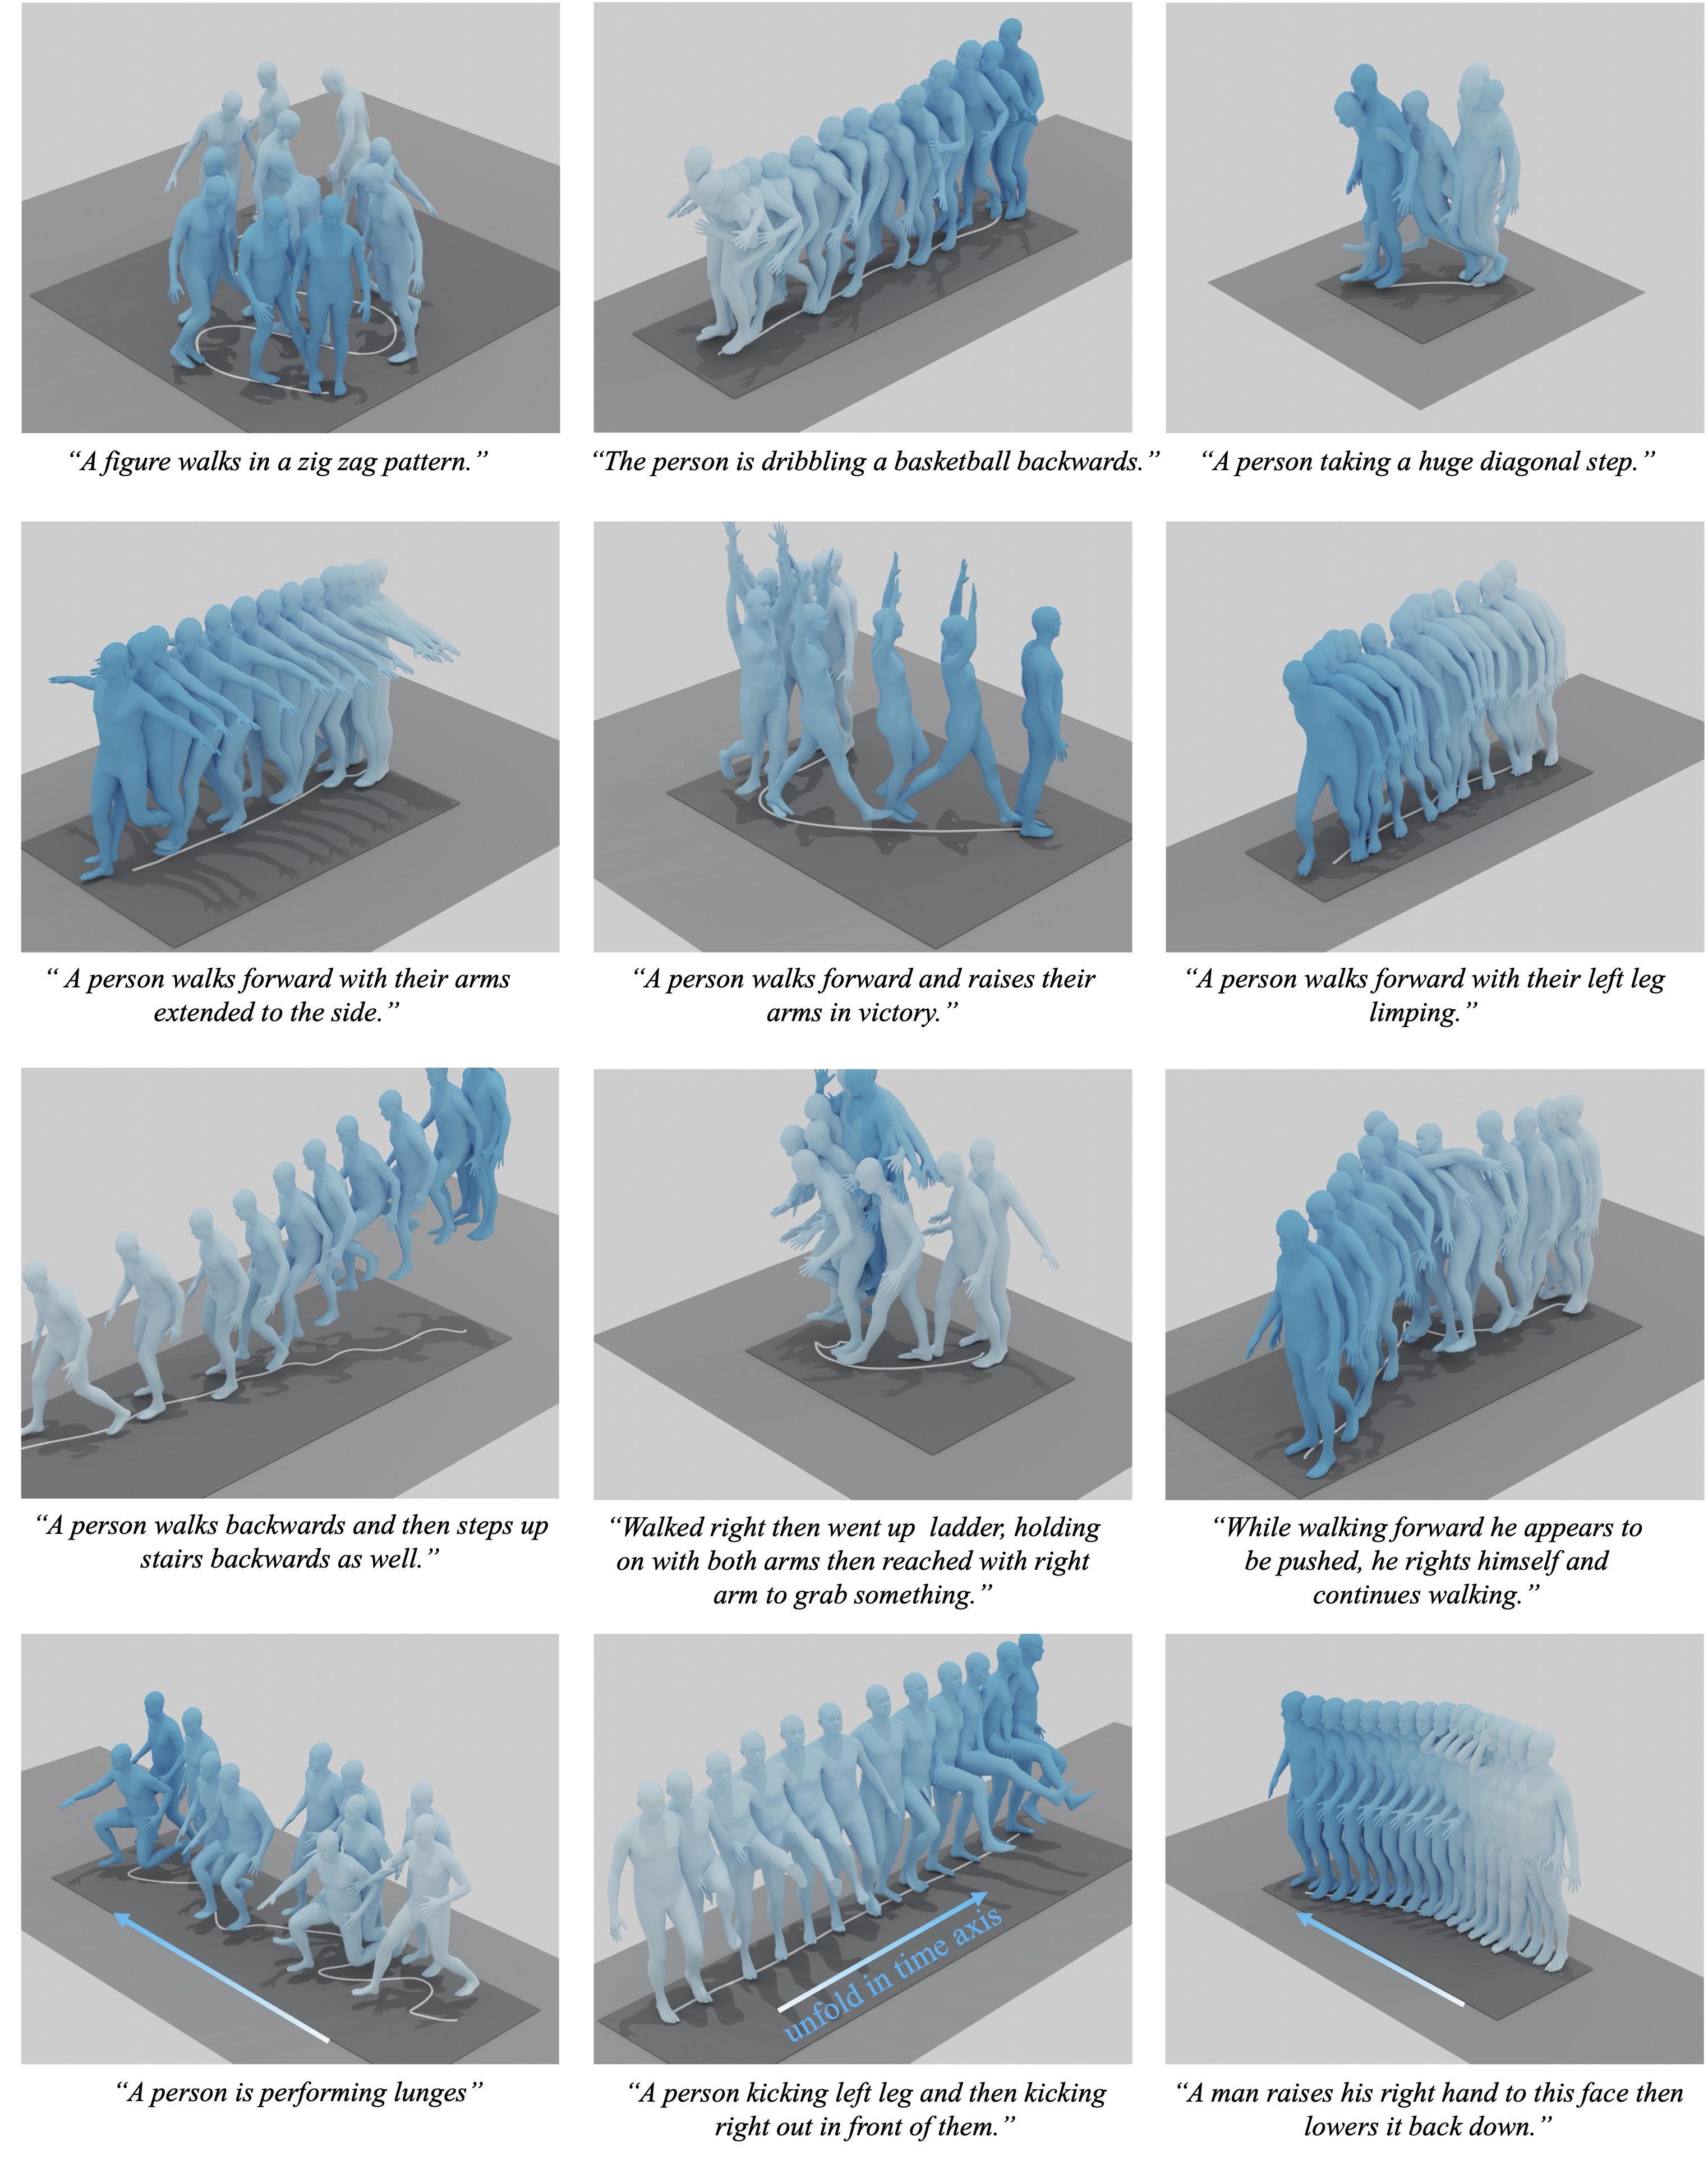 “A figure walks in a zig zag pattern.”
“The person is dribbling a basketball backwards.”
“A person taking a huge diagonal step.”
“ A person walks forward with their arms
extended to the side.”
“A person walks forward and raises their
arms in victory.”
“A person walks forward with their left leg
limping.”
“A person walks backwards and then steps up
stairs backwards as well.”
“Walked right then went up  ladder, holding
on with both arms then reached with right
arm to grab something.”
“While walking forward he appears to
be pushed, he rights himself and
continues walking.”
unfold in time axis
“A person is performing lunges”
“A person kicking left leg and then kicking
right out in front of them.”
“A man raises his right hand to this face then
lowers it back down.”